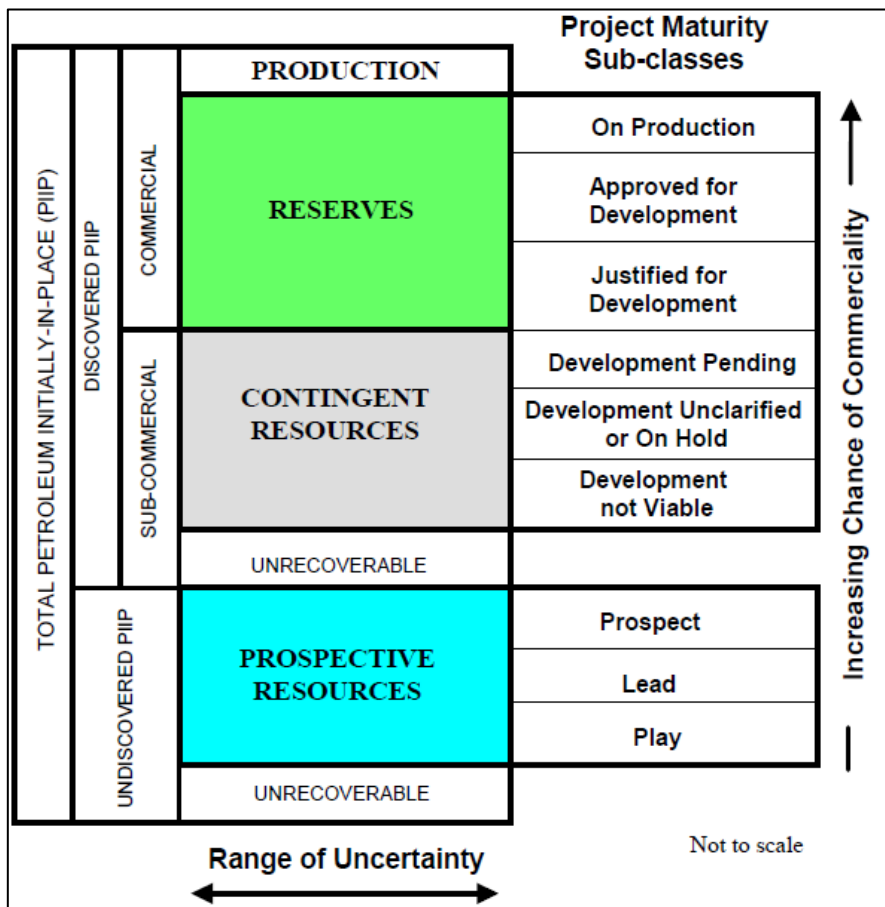 Project Maturity
Sub-classes
TOTAL PETROLEUM INITIALLY-IN-PLACE (PIIP)
DISCOVERED PIIP
COMMERCIAL
PRODUCTION
RESERVES
On Production
Approved for
Development
Justified for
Development
SUB-COMMERCIAL
CONTINGENT
RESOURCES
Development Pending
Development Unclarified
or On Hold
Development
not Viable
UNRECOVERABLE
UNDISCOVERED PIIP
PROSPECTIVE
RESOURCES
Prospect
Lead
Play
UNRECOVERABLE
Increasing Chance of Commerciality
Range of Uncertainty
Not to scale